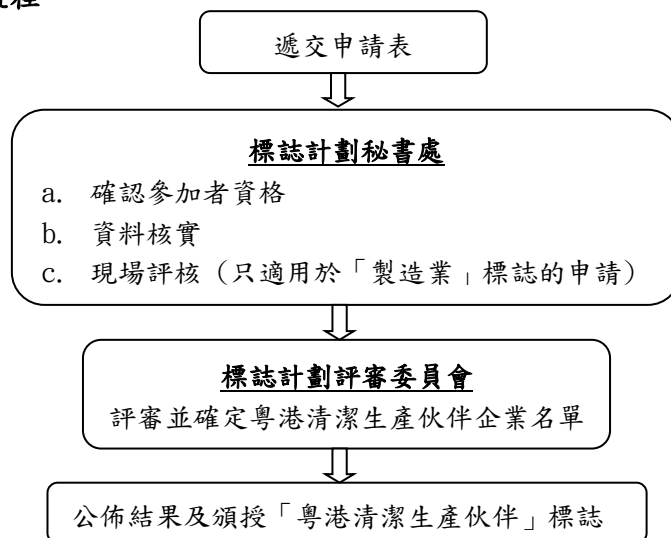 遞交申請表
標誌計劃秘書處
a. 確認參加者資格
b. 資料核實
c. 現場評核（只適用於「製造業」標誌的申請）
標誌計劃評審委員會
評審並確定粵港清潔生產伙伴企業名單
公佈結果及頒授「粵港清潔生產伙伴」標誌